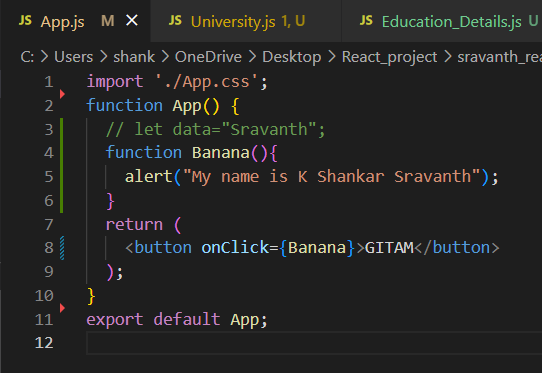 JS App.js M × JS University.js 1, U JS Education_Details.js U
C: > Users > shank > OneDrive > Desktop > React_project > sravanth_rea
1 import './App.css';
2 function App() {
3 // let data="Sravanth";
4 function Banana(){
5 alert("My name is K Shankar Sravanth");
6 }
7 return (
8 <button onClick={Banana}>GITAM</button>
9 );
10 }
11 export default App;
12